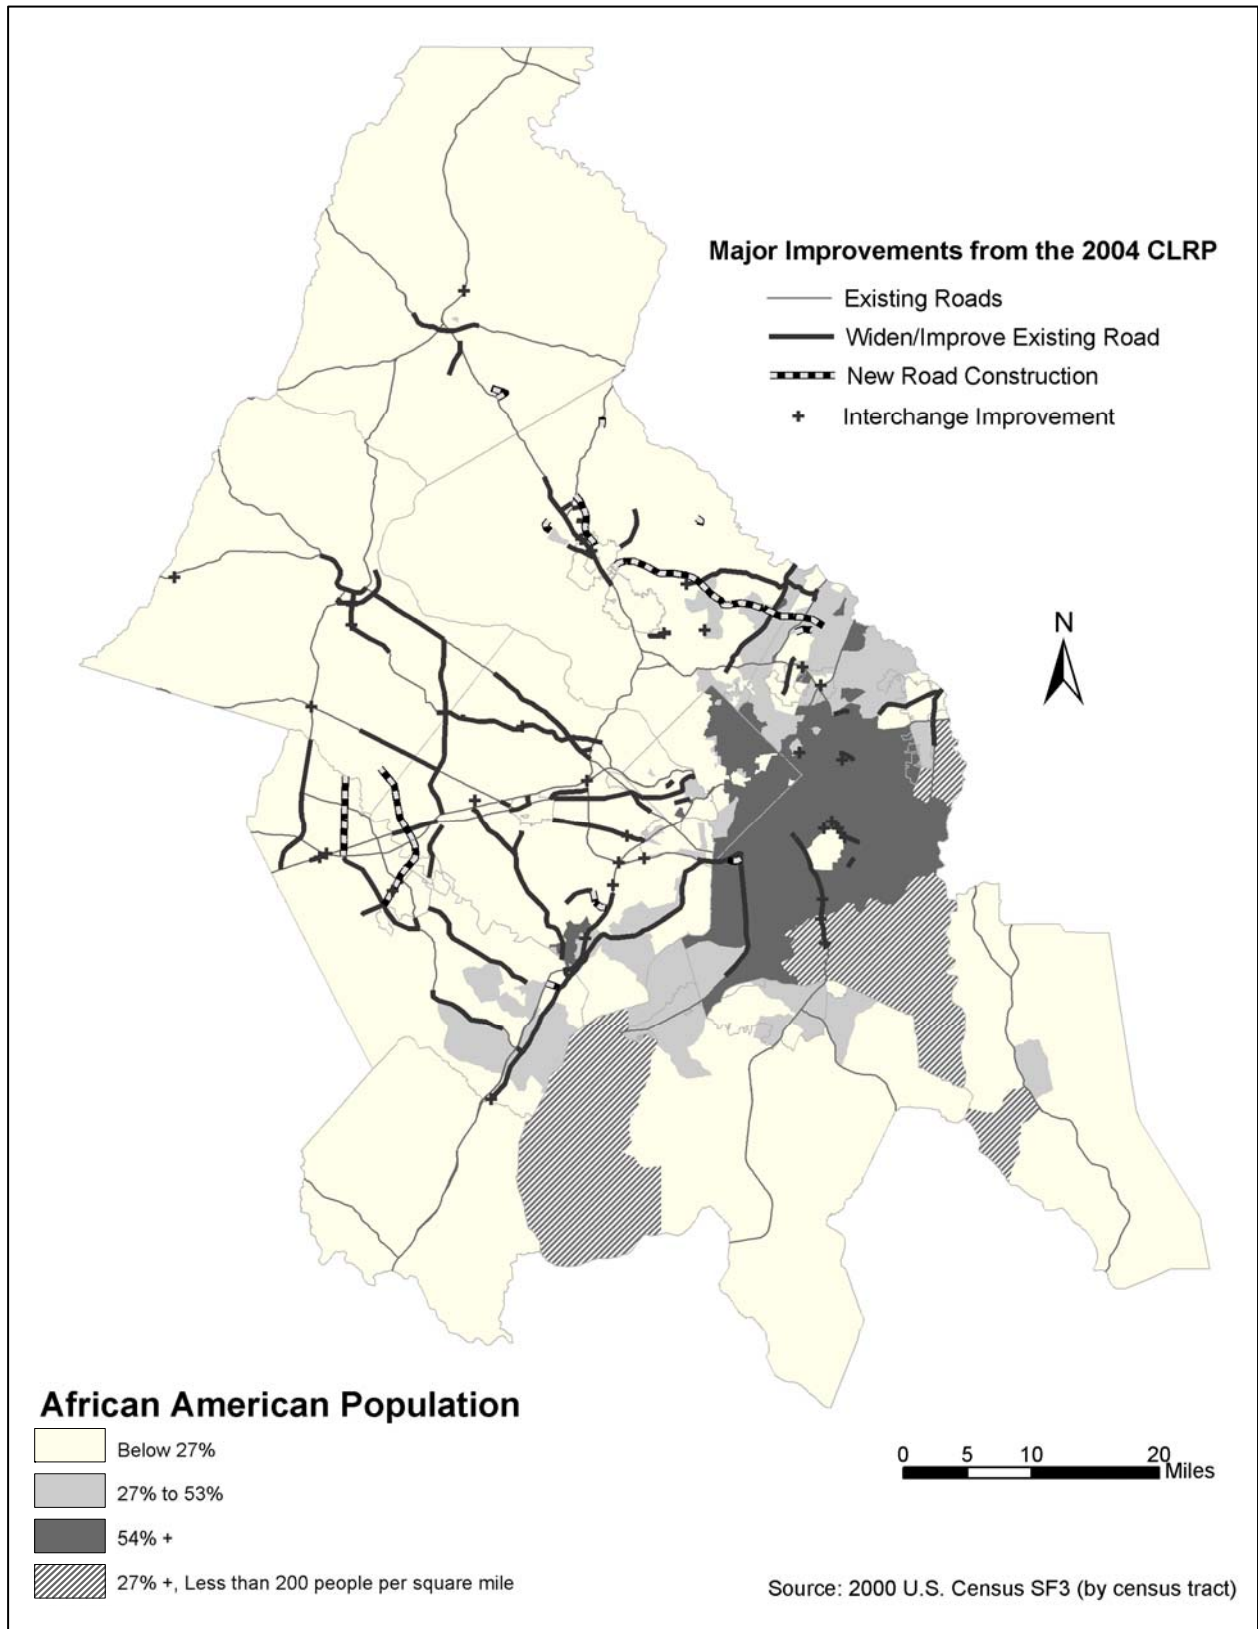 Major Improvements from the 2004 CLRP
Existing Roads
Widen/Improve Existing Road
New Road Construction
Interchange Improvement
N
African American Population
Below 27%
27% to 53%
54% +
27% +, Less than 200 people per square mile
0 5 10 20
Miles
Source: 2000 U.S. Census SF3 (by census tract)